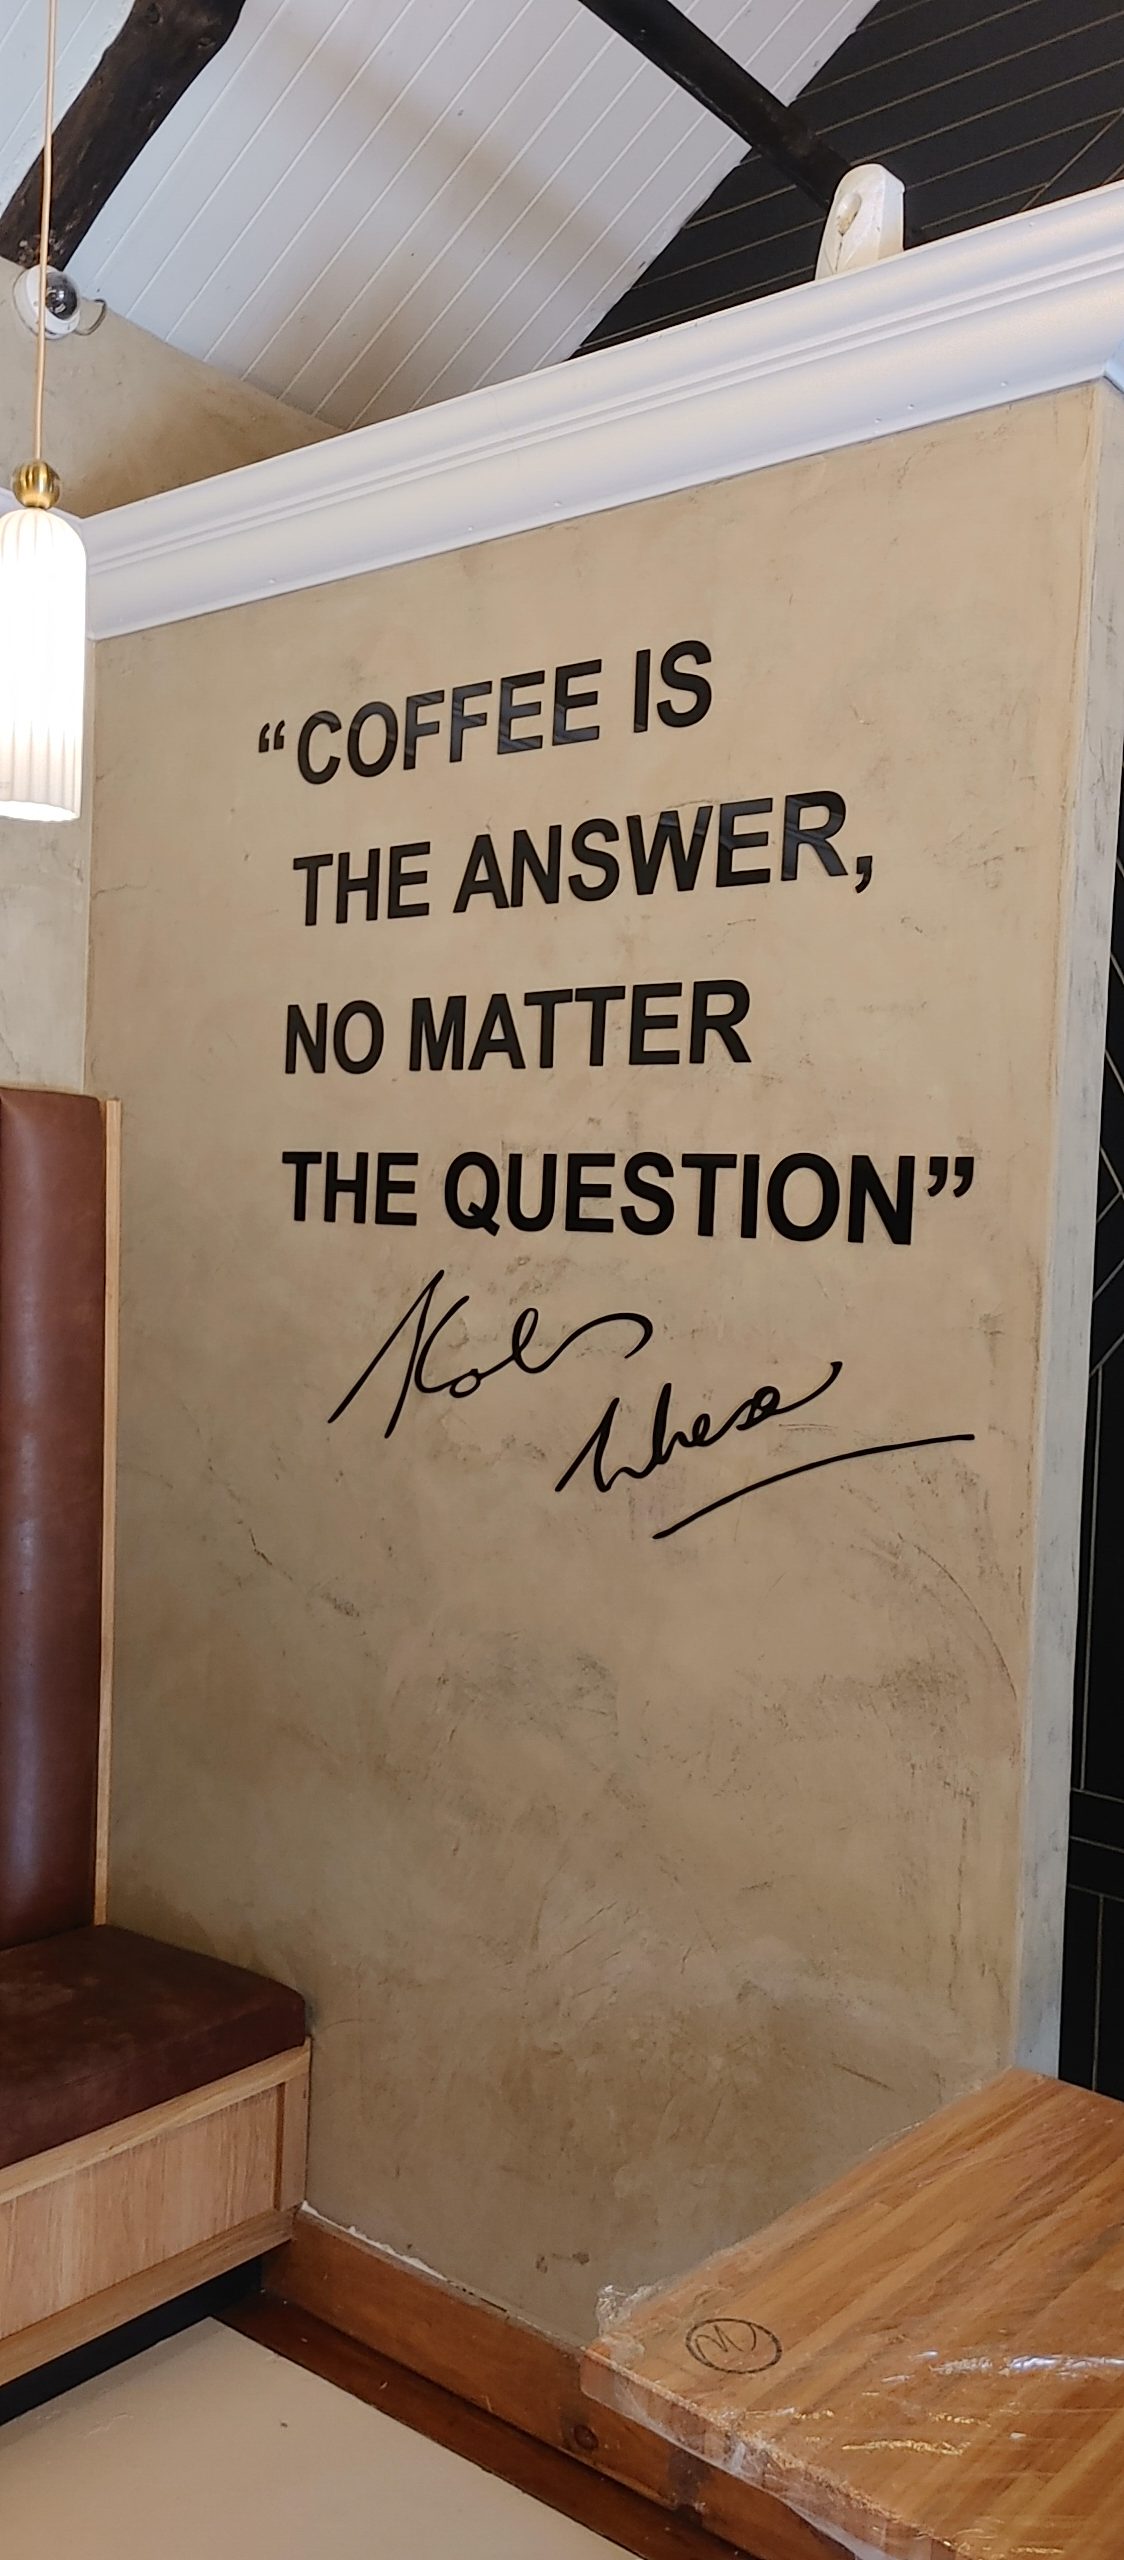 “COFFEE IS
THE ANSWER,
NO MATTER
THE QUESTION”